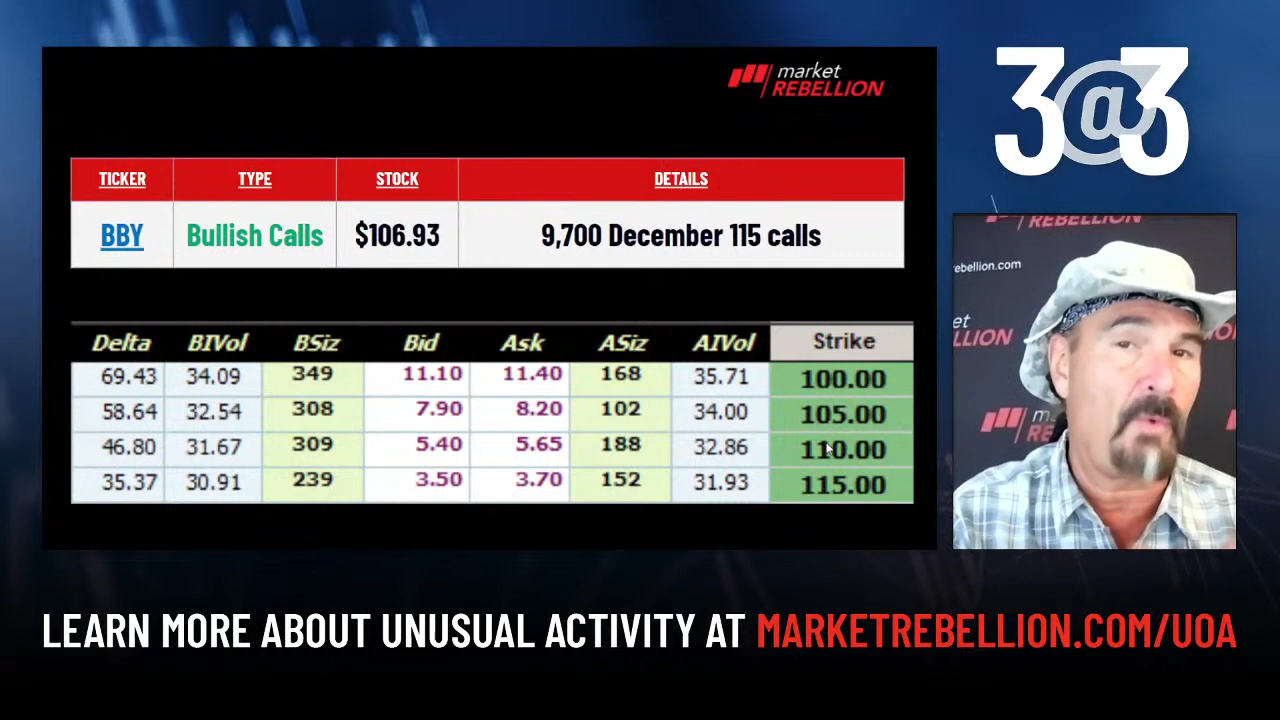 market
REBELLION
3@3
TICKER TYPE STOCK DETAILS
BBY Bullish Calls $106.93 9,700 December 115 calls
Delta BIVol BSiz Bid Ask ASiz AIVol Strike
69.43 34.09 349 11.10 11.40 168 35.71 100.00
58.64 32.54 308 7.90 8.20 102 34.00 105.00
46.80 31.67 309 5.40 5.65 188 32.86 110.00
35.37 30.91 239 3.50 3.70 152 31.93 115.00
REBELLION
ebellion.com
et
LLION
LEARN MORE ABOUT UNUSUAL ACTIVITY AT MARKETREBELLION.COM/UOA